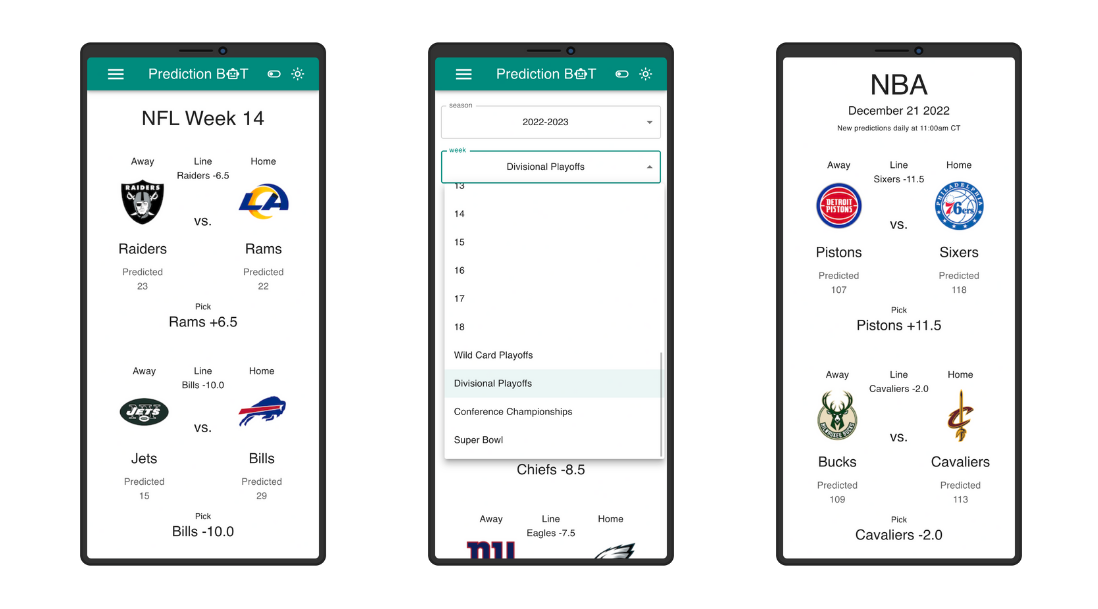 Prediction BOT
NFL Week 14
Away Line Home
Raiders -6.5
RAIDERS
vs.
Raiders Rams
Predicted Predicted
23 22
Pick
Rams +6.5
Away Line Home
Bills -10.0
JETS
vs.
Jets Bills
Predicted Predicted
15 29
Pick
Bills -10.0
Prediction BOT
season
2022-2023
week
Divisional Playoffs
13
14
15
16
17
18
Wild Card Playoffs
Divisional Playoffs
Conference Championships
Super Bowl
Chiefs -8.5
Away Line Home
Eagles -7.5
ny
NBA
December 21 2022
New predictions daily at 11:00am CT
Away Line Home
Sixers -11.5
DETROIT
PISTONS
PHILADELPHIA
76ers
vs.
Pistons Sixers
Predicted Predicted
107 118
Pick
Pistons +11.5
Away Line Home
Cavaliers -2.0
MILWAUKEE BUCKS
C
vs.
Bucks Cavaliers
Predicted Predicted
109 113
Pick
Cavaliers -2.0